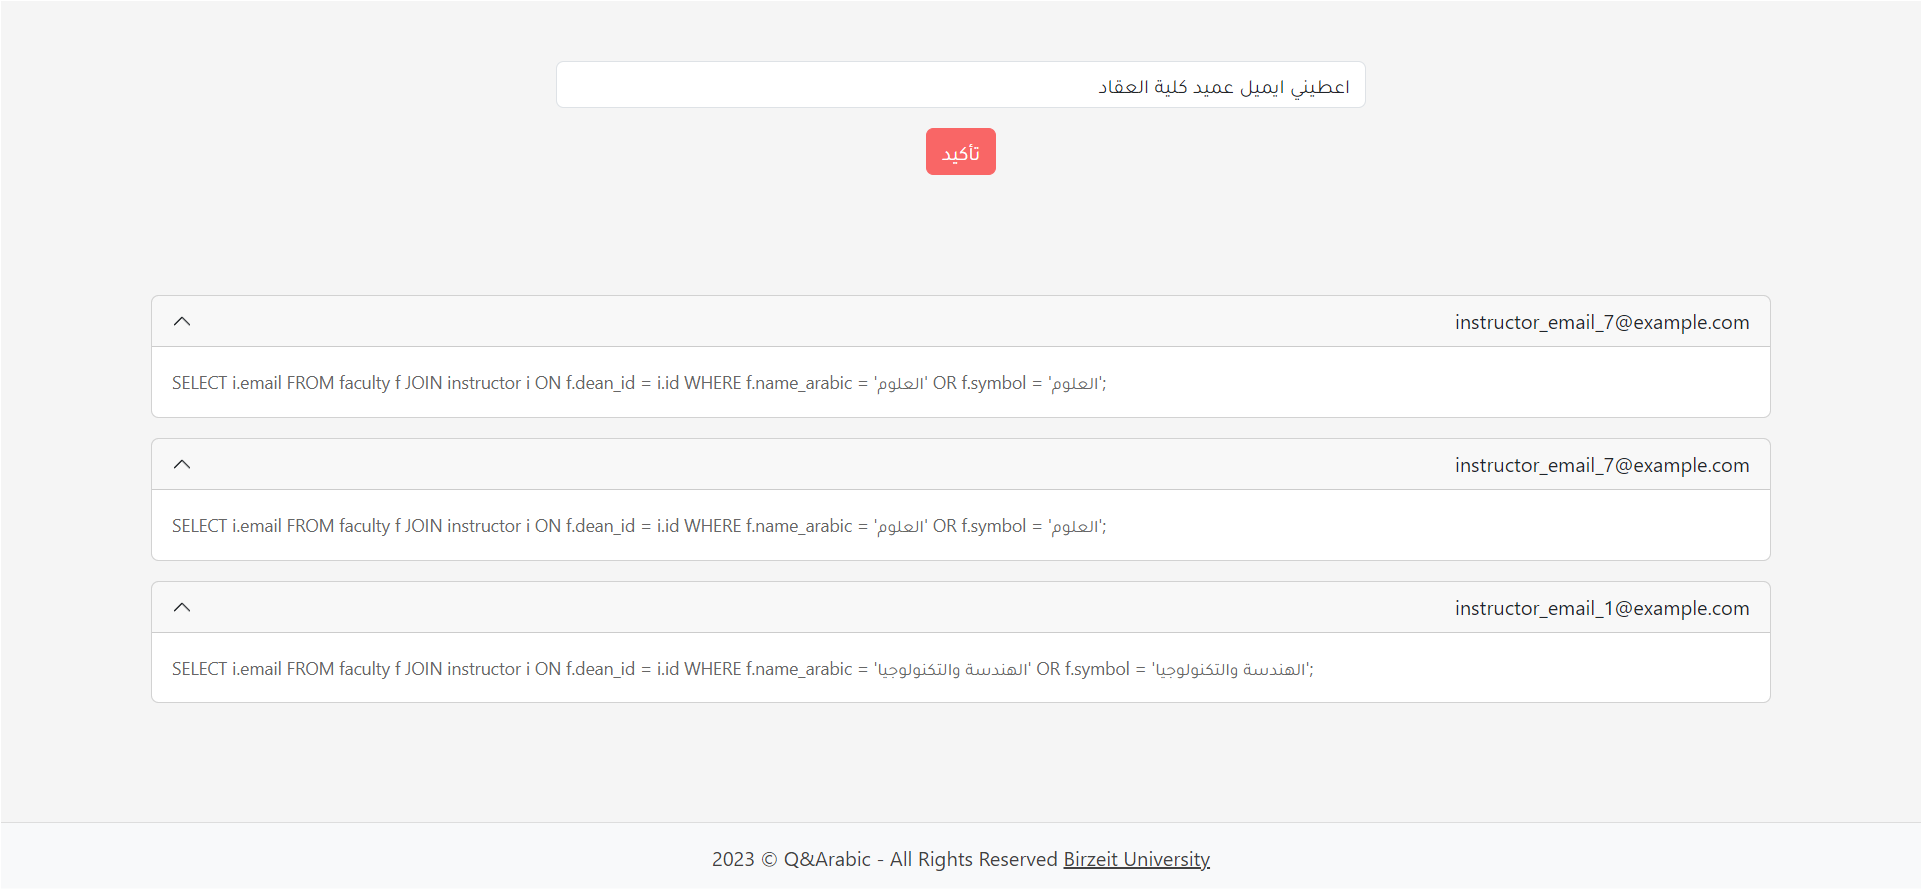 اعطيني ايميل عميد كلية العقاد
تأكيد
instructor_email_7@example.com
SELECT i.email FROM faculty f JOIN instructor i ON f.dean_id = i.id WHERE f.name_arabic = 'العلوم' OR f.symbol = 'العلوم';
instructor_email_7@example.com
SELECT i.email FROM faculty f JOIN instructor i ON f.dean_id = i.id WHERE f.name_arabic = 'العلوم' OR f.symbol = 'العلوم';
instructor_email_1@example.com
SELECT i.email FROM faculty f JOIN instructor i ON f.dean_id = i.id WHERE f.name_arabic = 'الهندسة والتكنولوجيا' OR f.symbol = 'الهندسة والتكنولوجيا';
2023 © Q&Arabic - All Rights Reserved Birzeit University